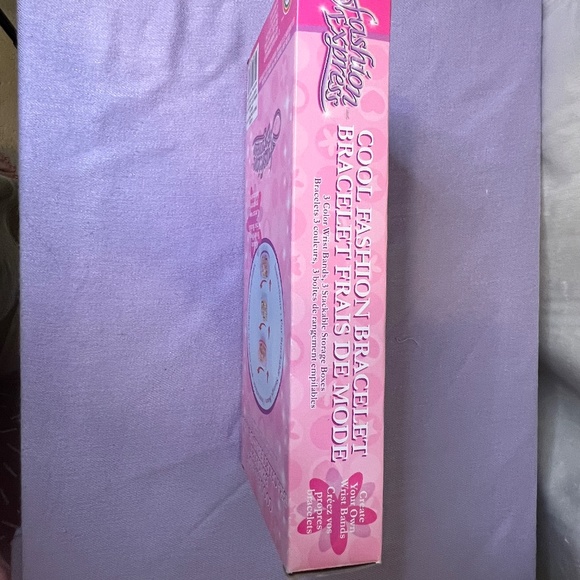 Fashion
Express
COOL FASHION BRACELET
BRACELET FRAIS DE MODE
3 Color Wrist Bands, 3 Stackable Storage Boxes
Bracelets 3 couleurs, 3 boîtes de rangement empilables
Create
Your Own
Wrist Bands
Créez vos
propres
bracelets